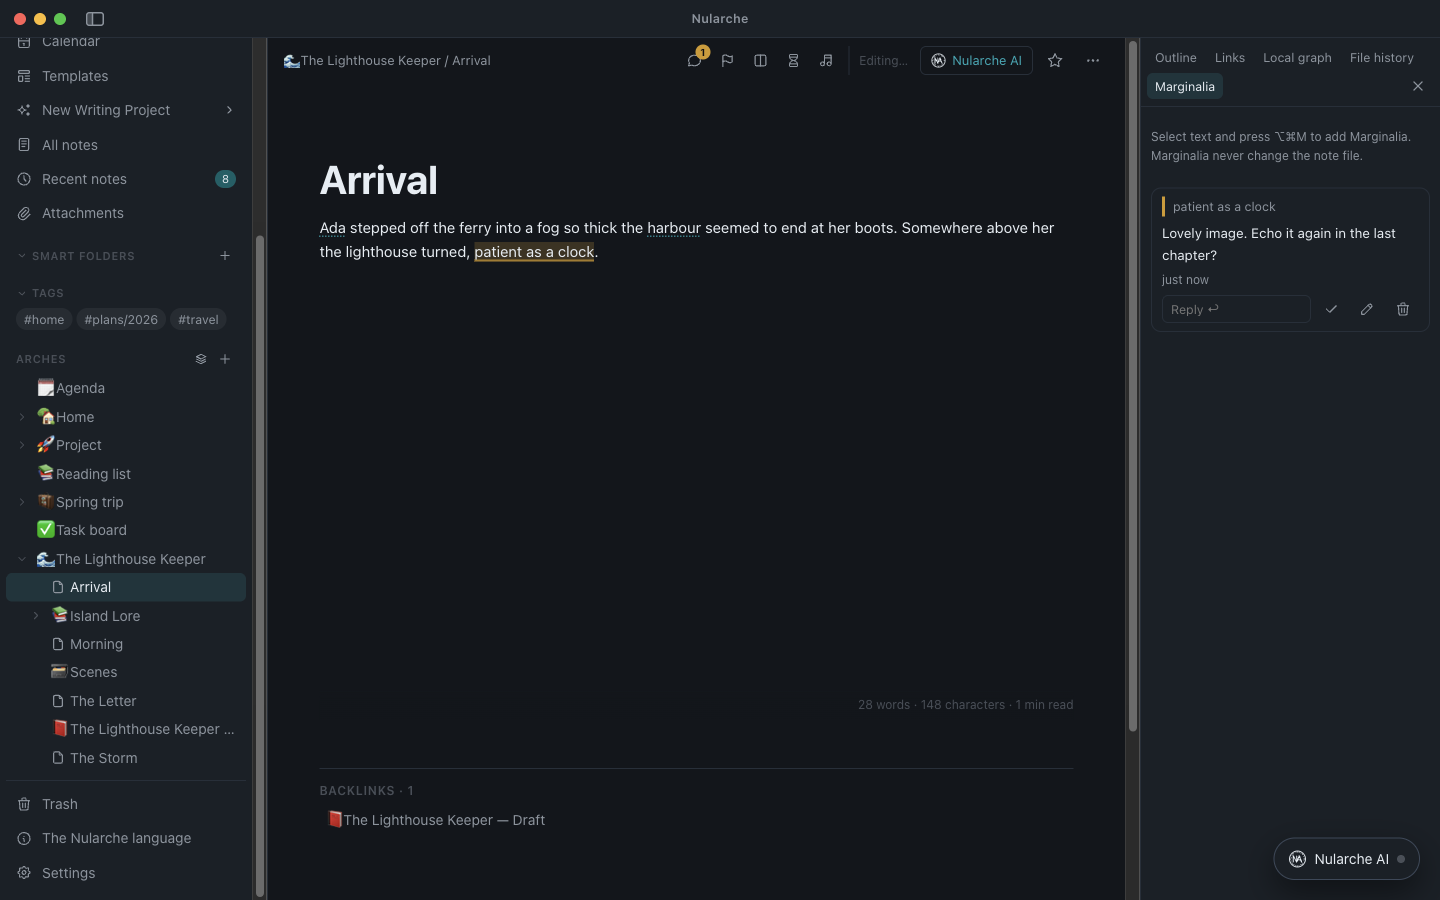 Nularche
Calendar
Templates
New Writing Project
All notes
Recent notes 8
Attachments
SMART FOLDERS
TAGS
#home #plans/2026 #travel
ARCHES
Agenda
Home
Project
Reading list
Spring trip
Task board
The Lighthouse Keeper
Arrival
Island Lore
Morning
Scenes
The Letter
The Lighthouse Keeper ...
The Storm
Trash
The Nularche language
Settings
The Lighthouse Keeper / Arrival
1
Editing...
Nularche AI
Arrival
Ada stepped off the ferry into a fog so thick the harbour seemed to end at her boots. Somewhere above her
the lighthouse turned, patient as a clock.
28 words · 148 characters · 1 min read
BACKLINKS · 1
The Lighthouse Keeper — Draft
Outline Links Local graph File history
Marginalia
Select text and press ⌥⌘M to add Marginalia.
Marginalia never change the note file.
patient as a clock
Lovely image. Echo it again in the last
chapter?
just now
Reply ↩
Nularche AI